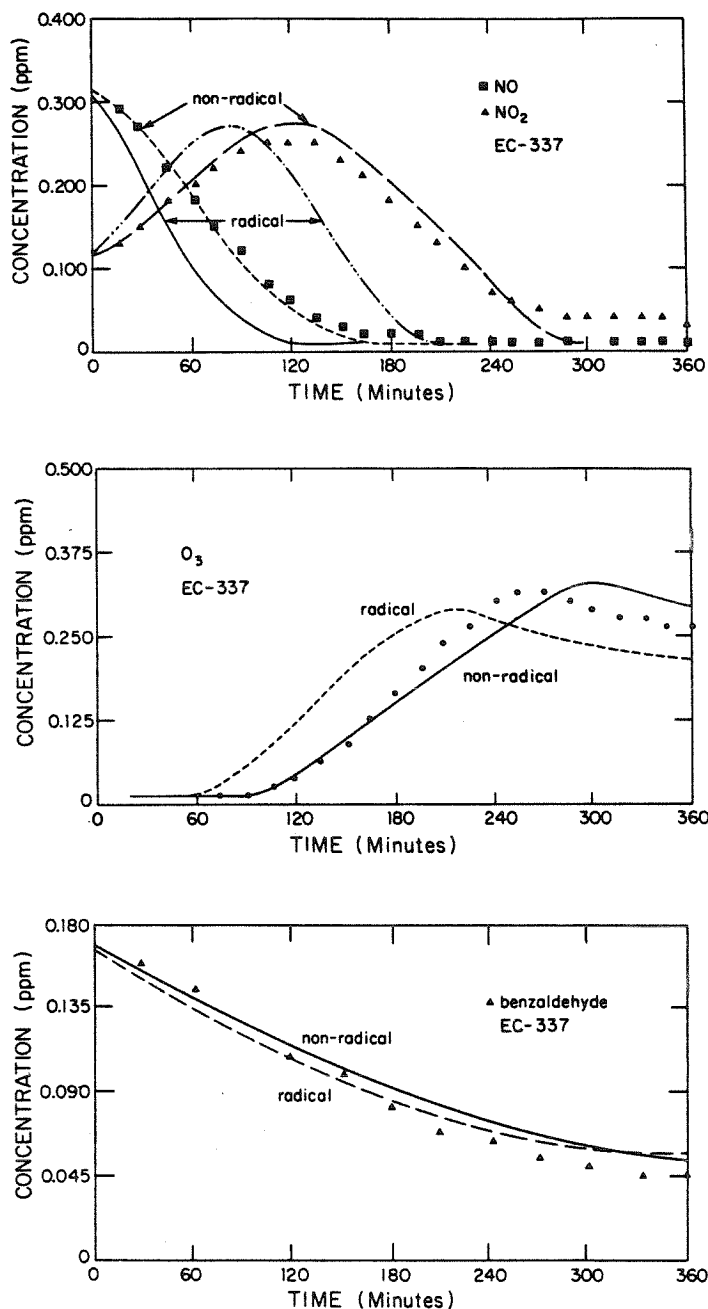 0.400
0.300
0.200
0.100
0
CONCENTRATION (ppm)
non-radical
radical
NO
NO2
EC-337
0 60 120 180 240 300 360
TIME (Minutes)
0.500
0.375
0.250
0.125
0
CONCENTRATION (ppm)
O3
EC-337
radical
non-radical
0 60 120 180 240 300 360
TIME (Minutes)
0.180
0.135
0.090
0.045
0
CONCENTRATION (ppm)
benzaldehyde
EC-337
non-radical
radical
0 60 120 180 240 300 360
TIME (Minutes)